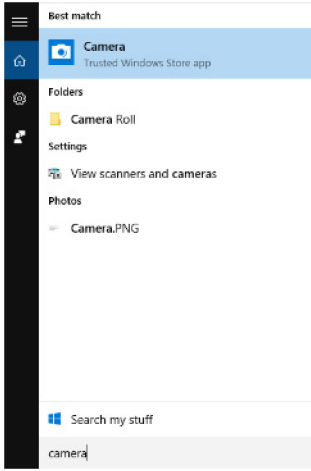 Best match
Camera
Trusted Windows Store app
Folders
Camera Roll
Settings
View scanners and cameras
Photos
Camera.PNG
Search my stuff
camera